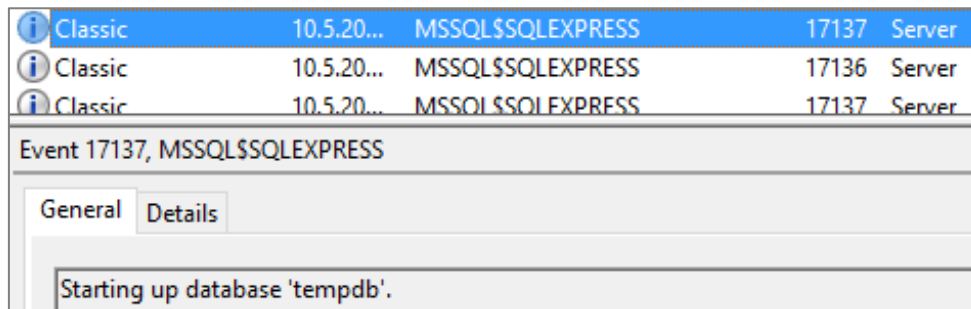 Classic 10.5.20... MSSQL$SQLEXPRESS 17137 Server
Classic 10.5.20... MSSQL$SQLEXPRESS 17136 Server
Classic 10.5.20... MSSQL$SQLEXPRESS 17137 Server
Event 17137, MSSQL$SQLEXPRESS
General Details
Starting up database 'tempdb'.